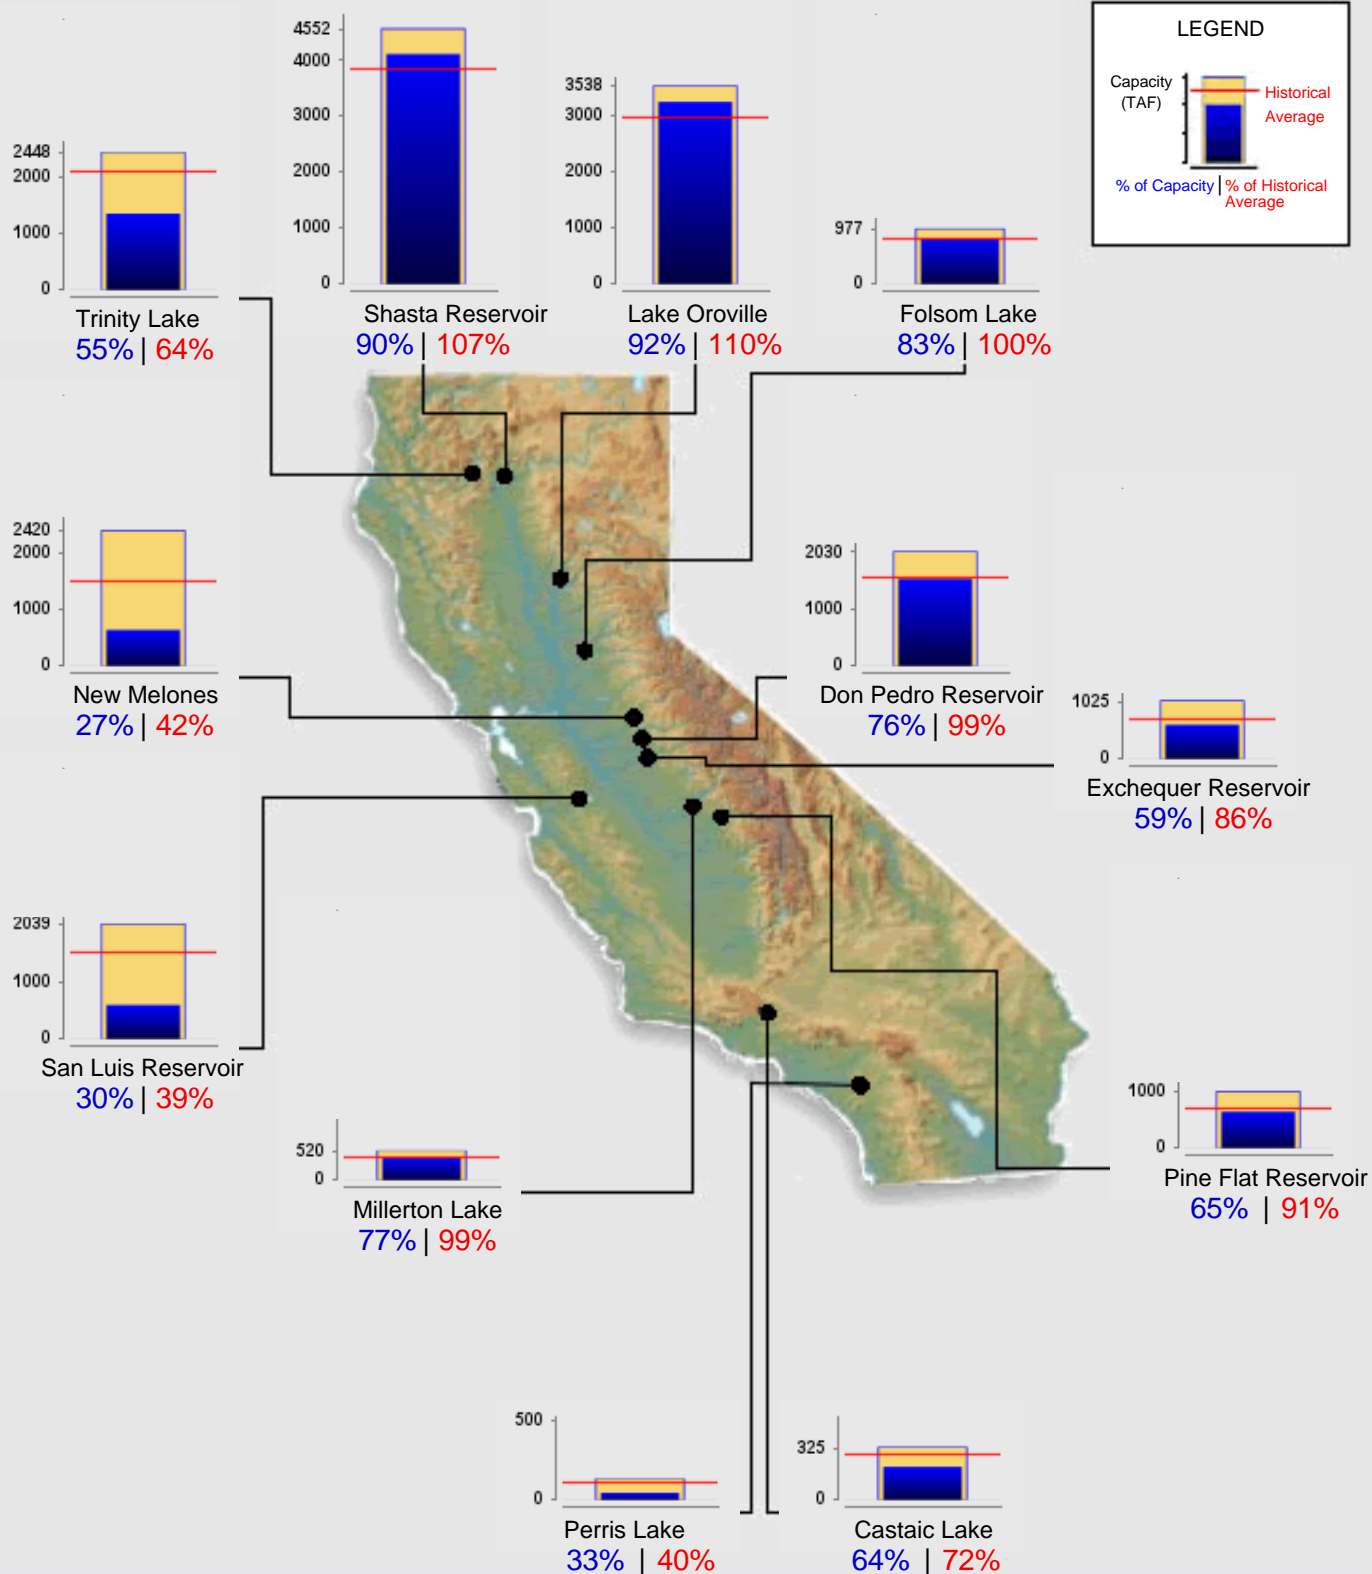 LEGEND
Capacity
(TAF)
Historical
Average
% of Capacity | % of Historical
Average
4552
4000
3000
2000
1000
0
Shasta Reservoir
90% | 107%
3538
3000
2000
1000
0
Lake Oroville
92% | 110%
977
0
Folsom Lake
83% | 100%
2448
2000
1000
0
Trinity Lake
55% | 64%
2420
2000
1000
0
New Melones
27% | 42%
2030
1000
0
Don Pedro Reservoir
76% | 99%
1025
0
Exchequer Reservoir
59% | 86%
2039
1000
0
San Luis Reservoir
30% | 39%
520
0
Millerton Lake
77% | 99%
1000
0
Pine Flat Reservoir
65% | 91%
500
0
Perris Lake
33% | 40%
325
0
Castaic Lake
64% | 72%